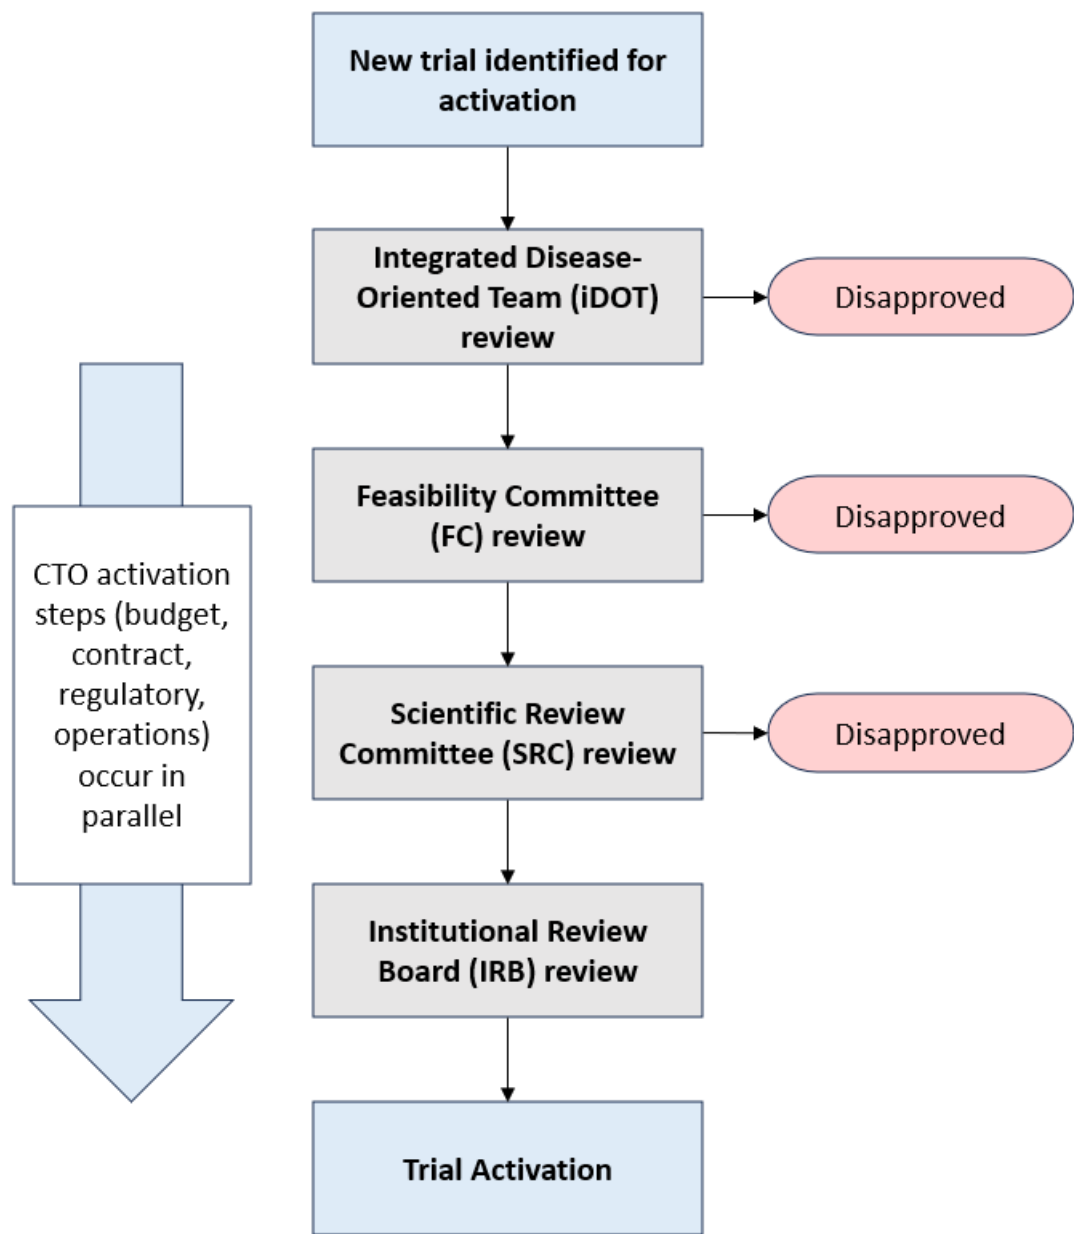 New trial identified for
activation
Integrated Disease-
Oriented Team (iDOT)
review
Disapproved
Feasibility Committee
(FC) review
Disapproved
CTO activation
steps (budget,
contract,
regulatory,
operations)
occur in
parallel
Scientific Review
Committee (SRC) review
Disapproved
Institutional Review
Board (IRB) review
Trial Activation